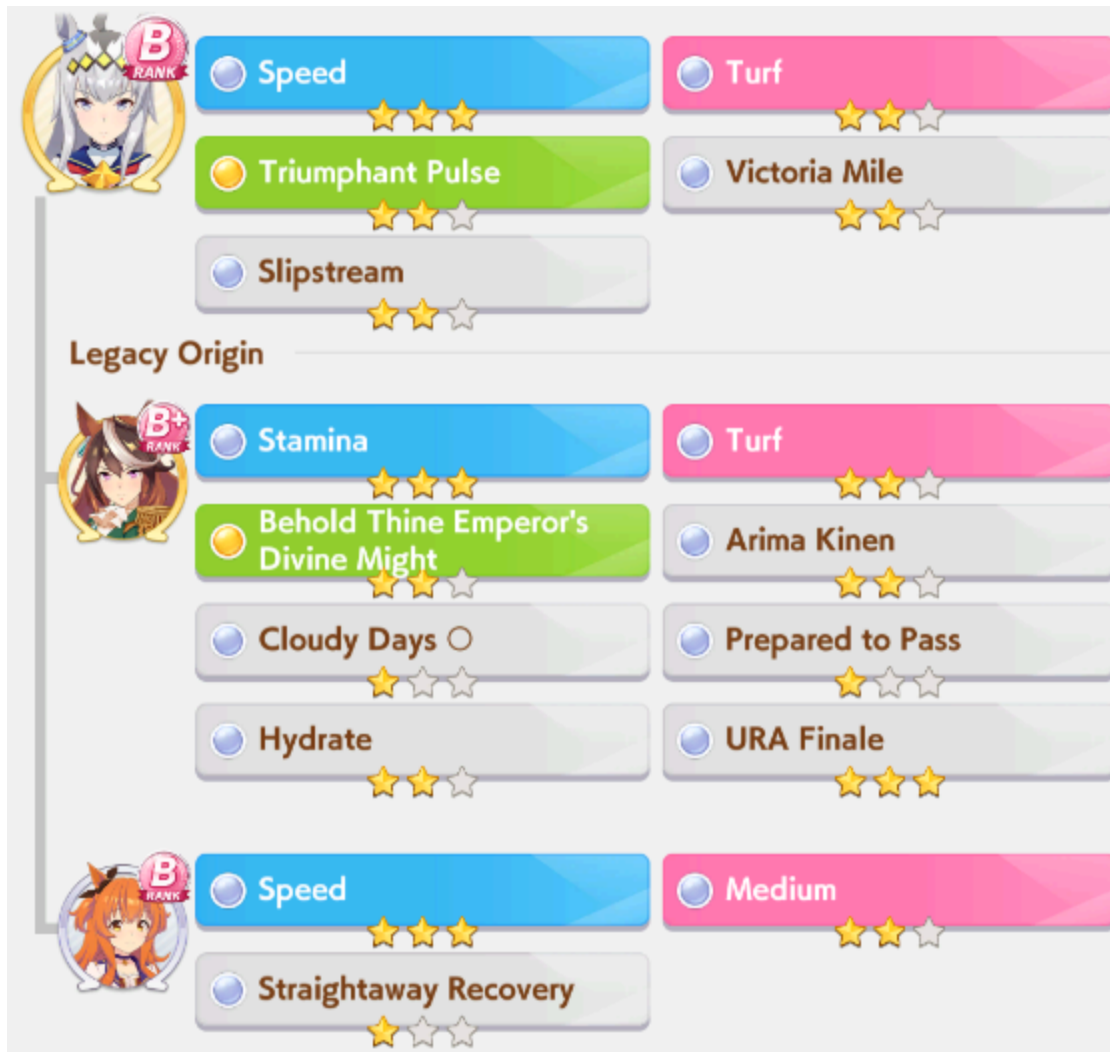 B
RANK
Speed
Turf
Triumphant Pulse
Victoria Mile
Slipstream
Legacy Origin
B+
RANK
Stamina
Turf
Behold Thine Emperor's
Divine Might
Arima Kinen
Cloudy Days ○
Prepared to Pass
Hydrate
URA Finale
B
RANK
Speed
Medium
Straightaway Recovery